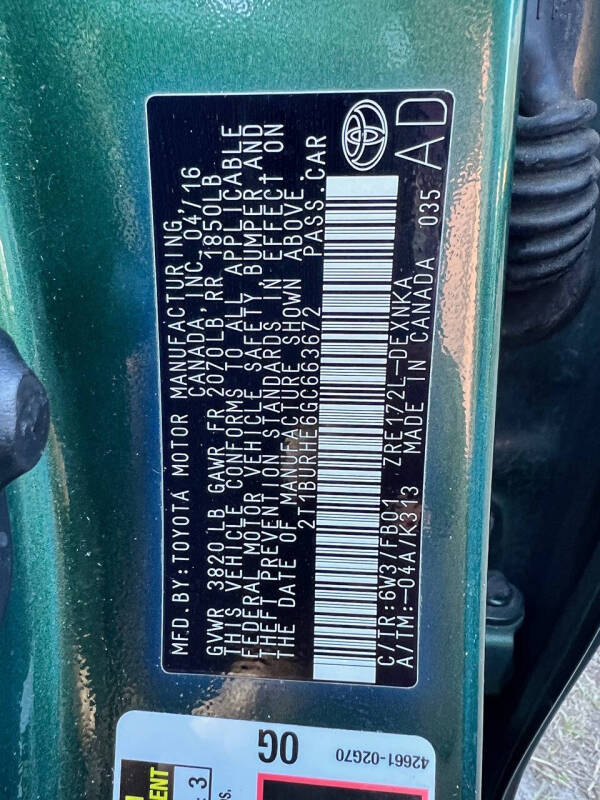 MFD. BY: TOYOTA MOTOR MANUFACTURING,
CANADA, INC. 04/16
GVWR 3820LB GAWR FR 2070LB RR 1850LB
THIS VEHICLE CONFORMS TO ALL APPLICABLE
FEDERAL MOTOR VEHICLE SAFETY, BUMPER, AND
THEFT PREVENTION STANDARDS IN EFFECT ON
THE DATE OF MANUFACTURE SHOWN ABOVE.
2T1BURHE6GC663672 PASS. CAR
C/TR: 6W3/FB01 ZRE172L-DEXNKA 035
A/TM: -04A/K313 MADE IN CANADA
AD
0G
42661-02G70